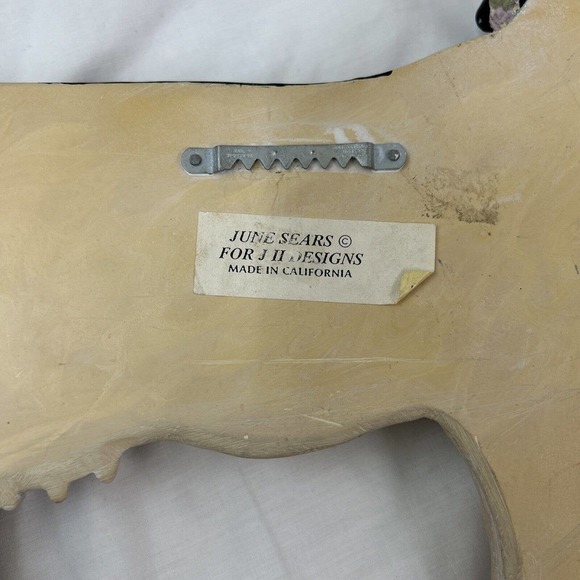 JUNE SEARS ©
FOR J II DESIGNS
MADE IN CALIFORNIA